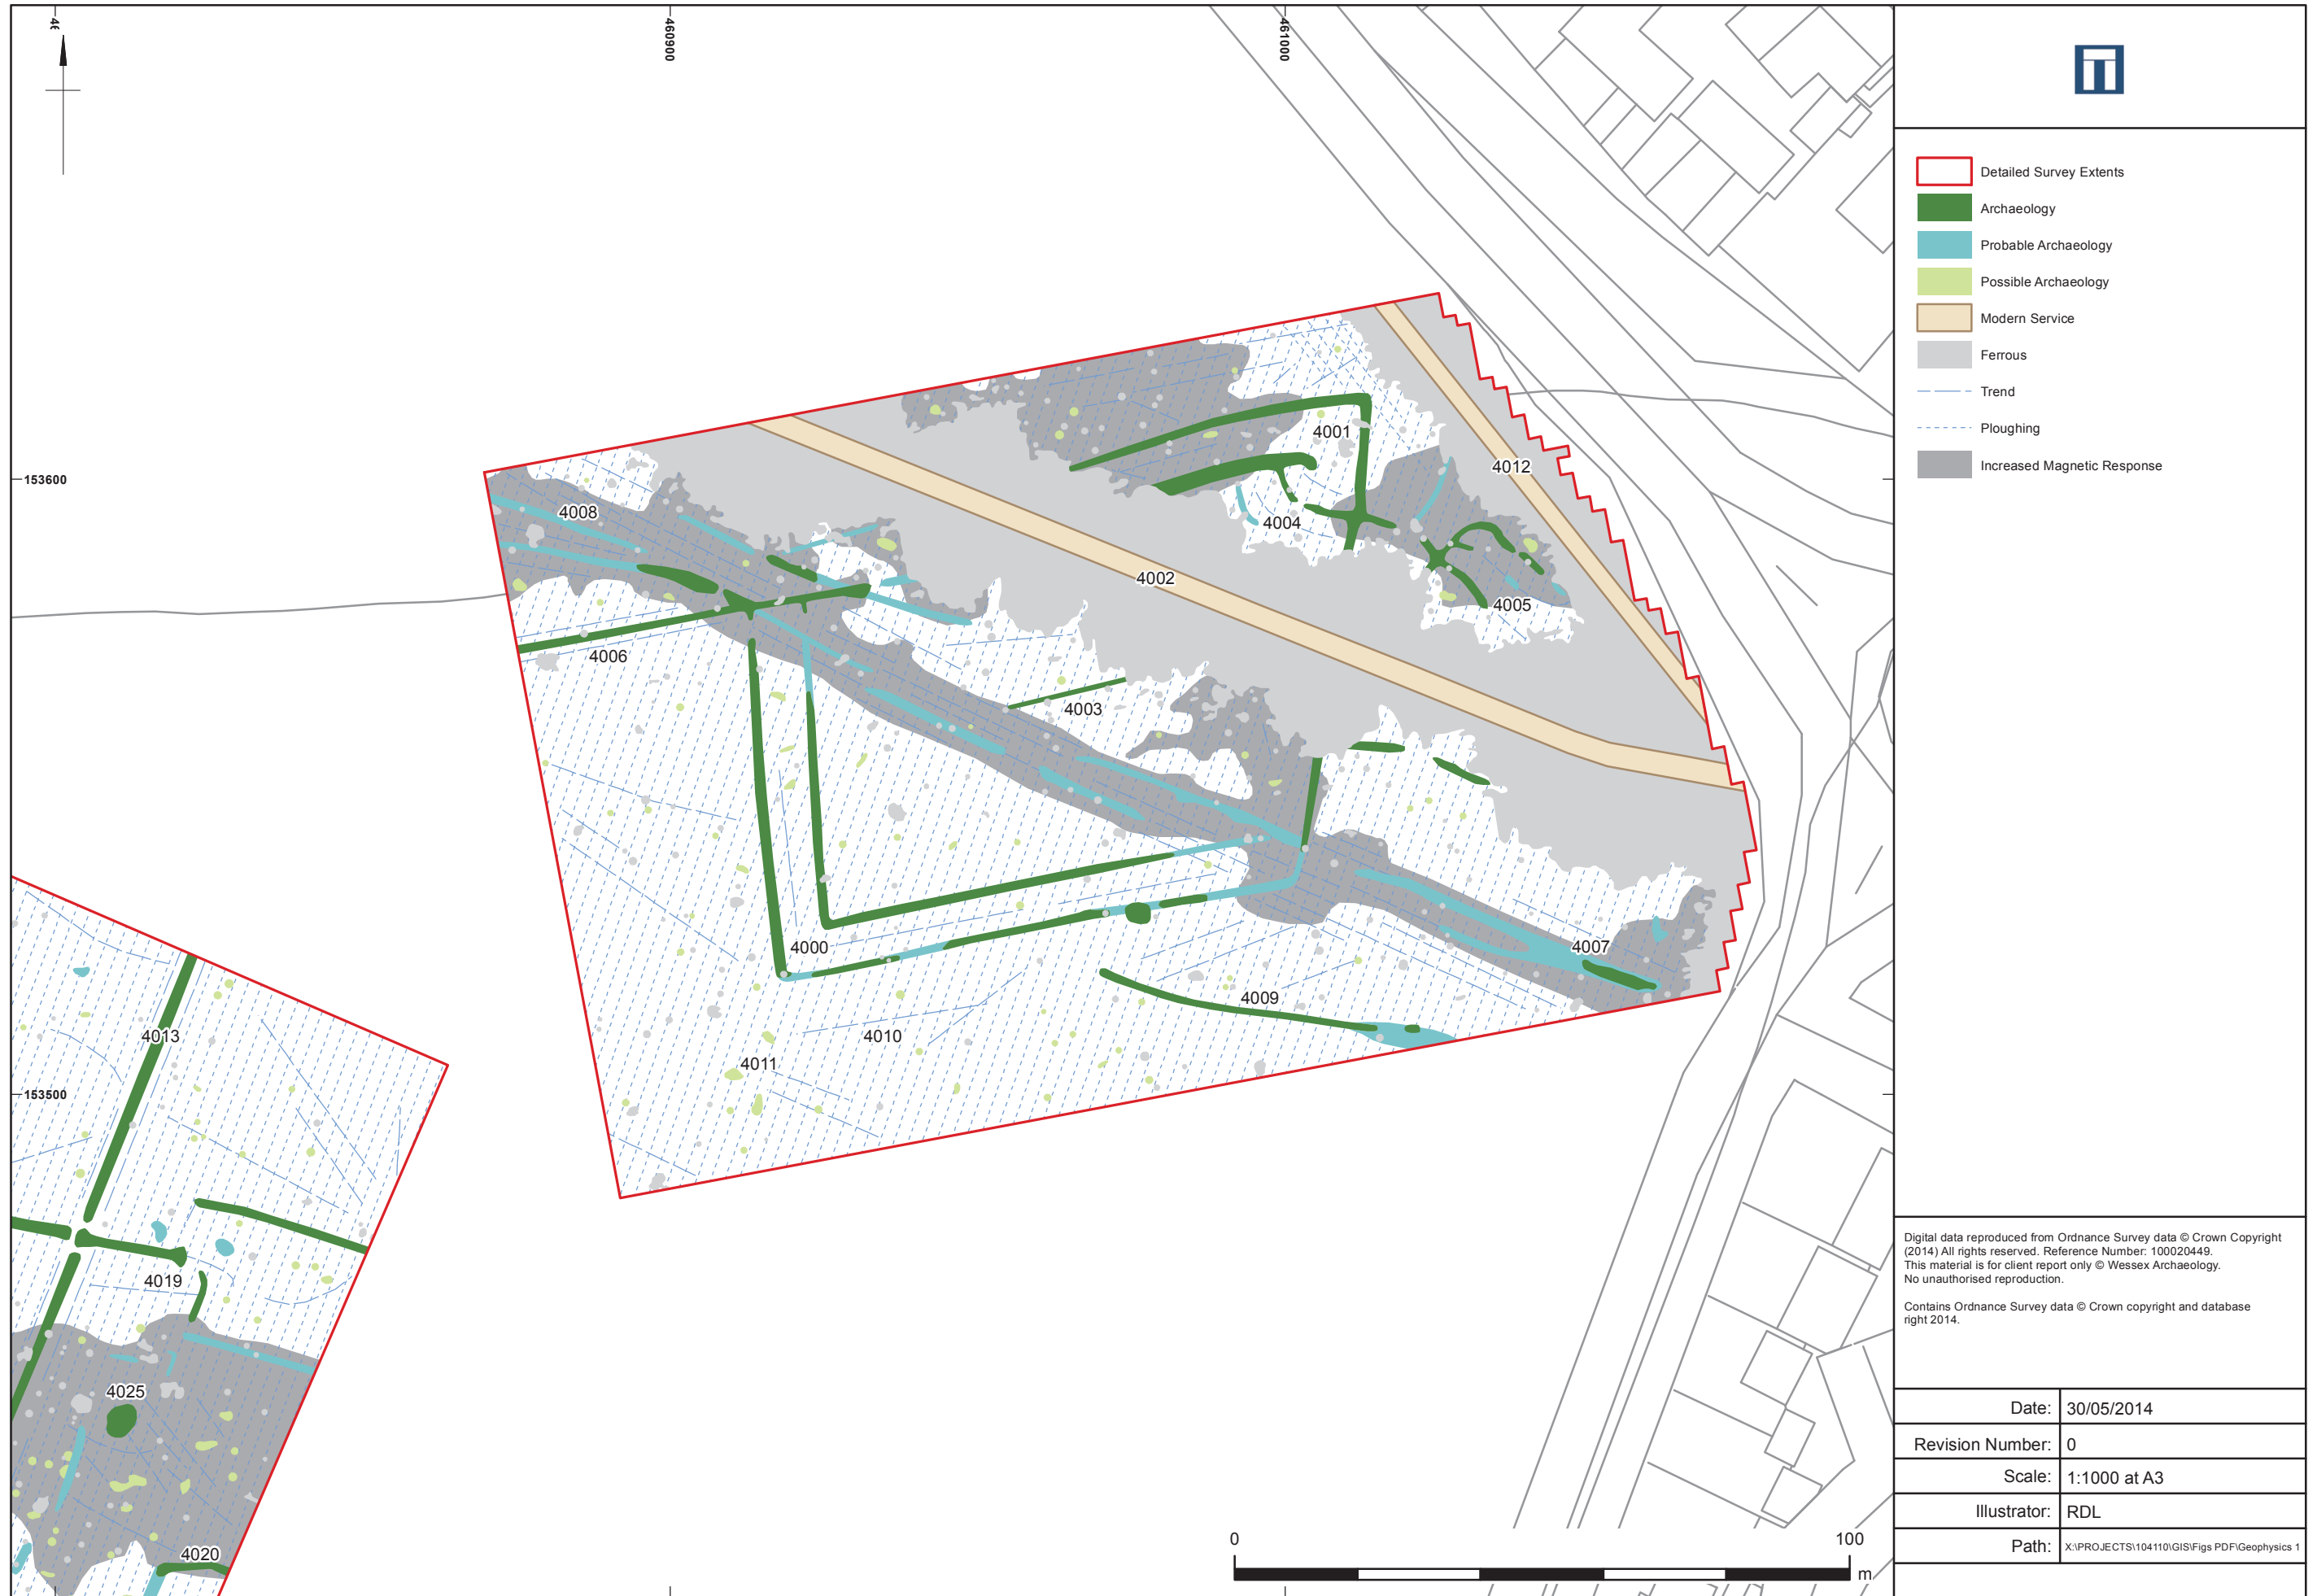 460900
461000
153600
153500
4001
4012
4008
4004
4002
4005
4006
4003
4000
4007
4009
4010
4011
4013
4019
4025
4020
0
100
m
Detailed Survey Extents
Archaeology
Probable Archaeology
Possible Archaeology
Modern Service
Ferrous
Trend
Ploughing
Increased Magnetic Response
Digital data reproduced from Ordnance Survey data © Crown Copyright
(2014) All rights reserved. Reference Number: 100020449.
This material is for client report only © Wessex Archaeology.
No unauthorised reproduction.
Contains Ordnance Survey data © Crown copyright and database
right 2014.
Date: 30/05/2014
Revision Number: 0
Scale: 1:1000 at A3
Illustrator: RDL
Path: X:\PROJECTS\104110\GIS\Figs PDF\Geophysics 1